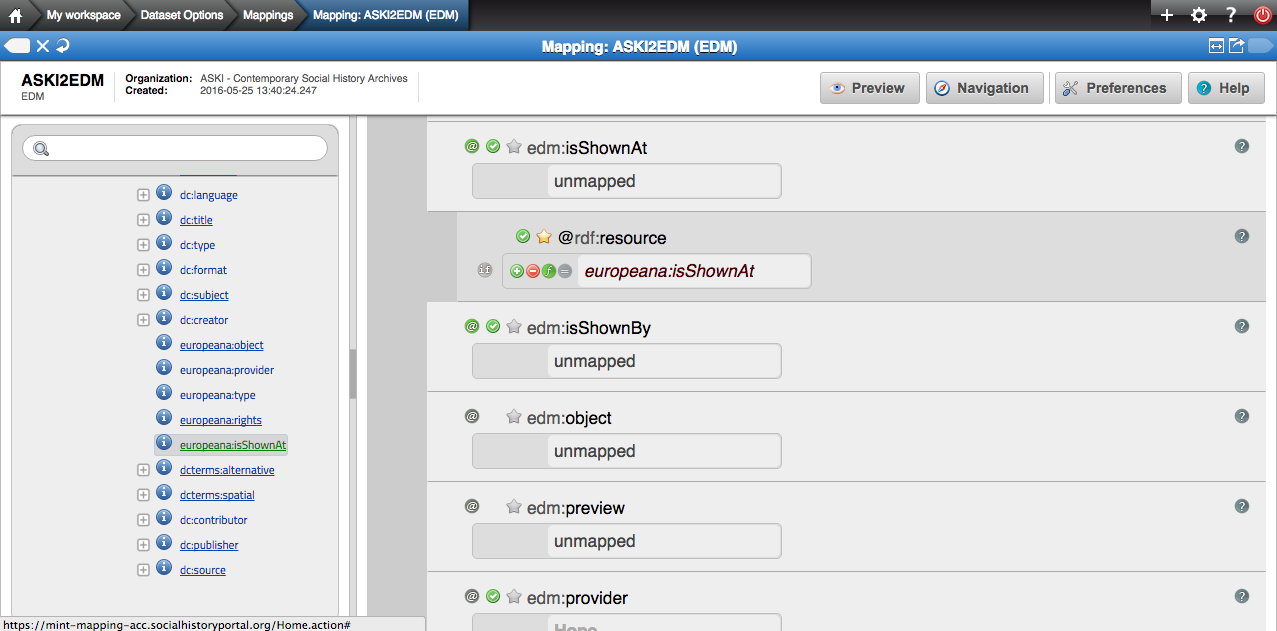 My workspace
Dataset Options
Mappings
Mapping: ASKI2EDM (EDM)
Mapping: ASKI2EDM (EDM)
ASKI2EDM
EDM
Organization: ASKI - Contemporary Social History Archives
Created: 2016-05-25 13:40:24.247
Preview
Navigation
Preferences
Help
dc:language
dc:title
dc:type
dc:format
dc:subject
dc:creator
europeana:object
europeana:provider
europeana:type
europeana:rights
europeana:isShownAt
dcterms:alternative
dcterms:spatial
dc:contributor
dc:publisher
dc:source
https://mint-mapping-acc.socialhistoryportal.org/Home.action#
edm:isShownAt
unmapped
@rdf:resource
if
europeana:isShownAt
edm:isShownBy
unmapped
edm:object
unmapped
edm:preview
unmapped
edm:provider
Hope